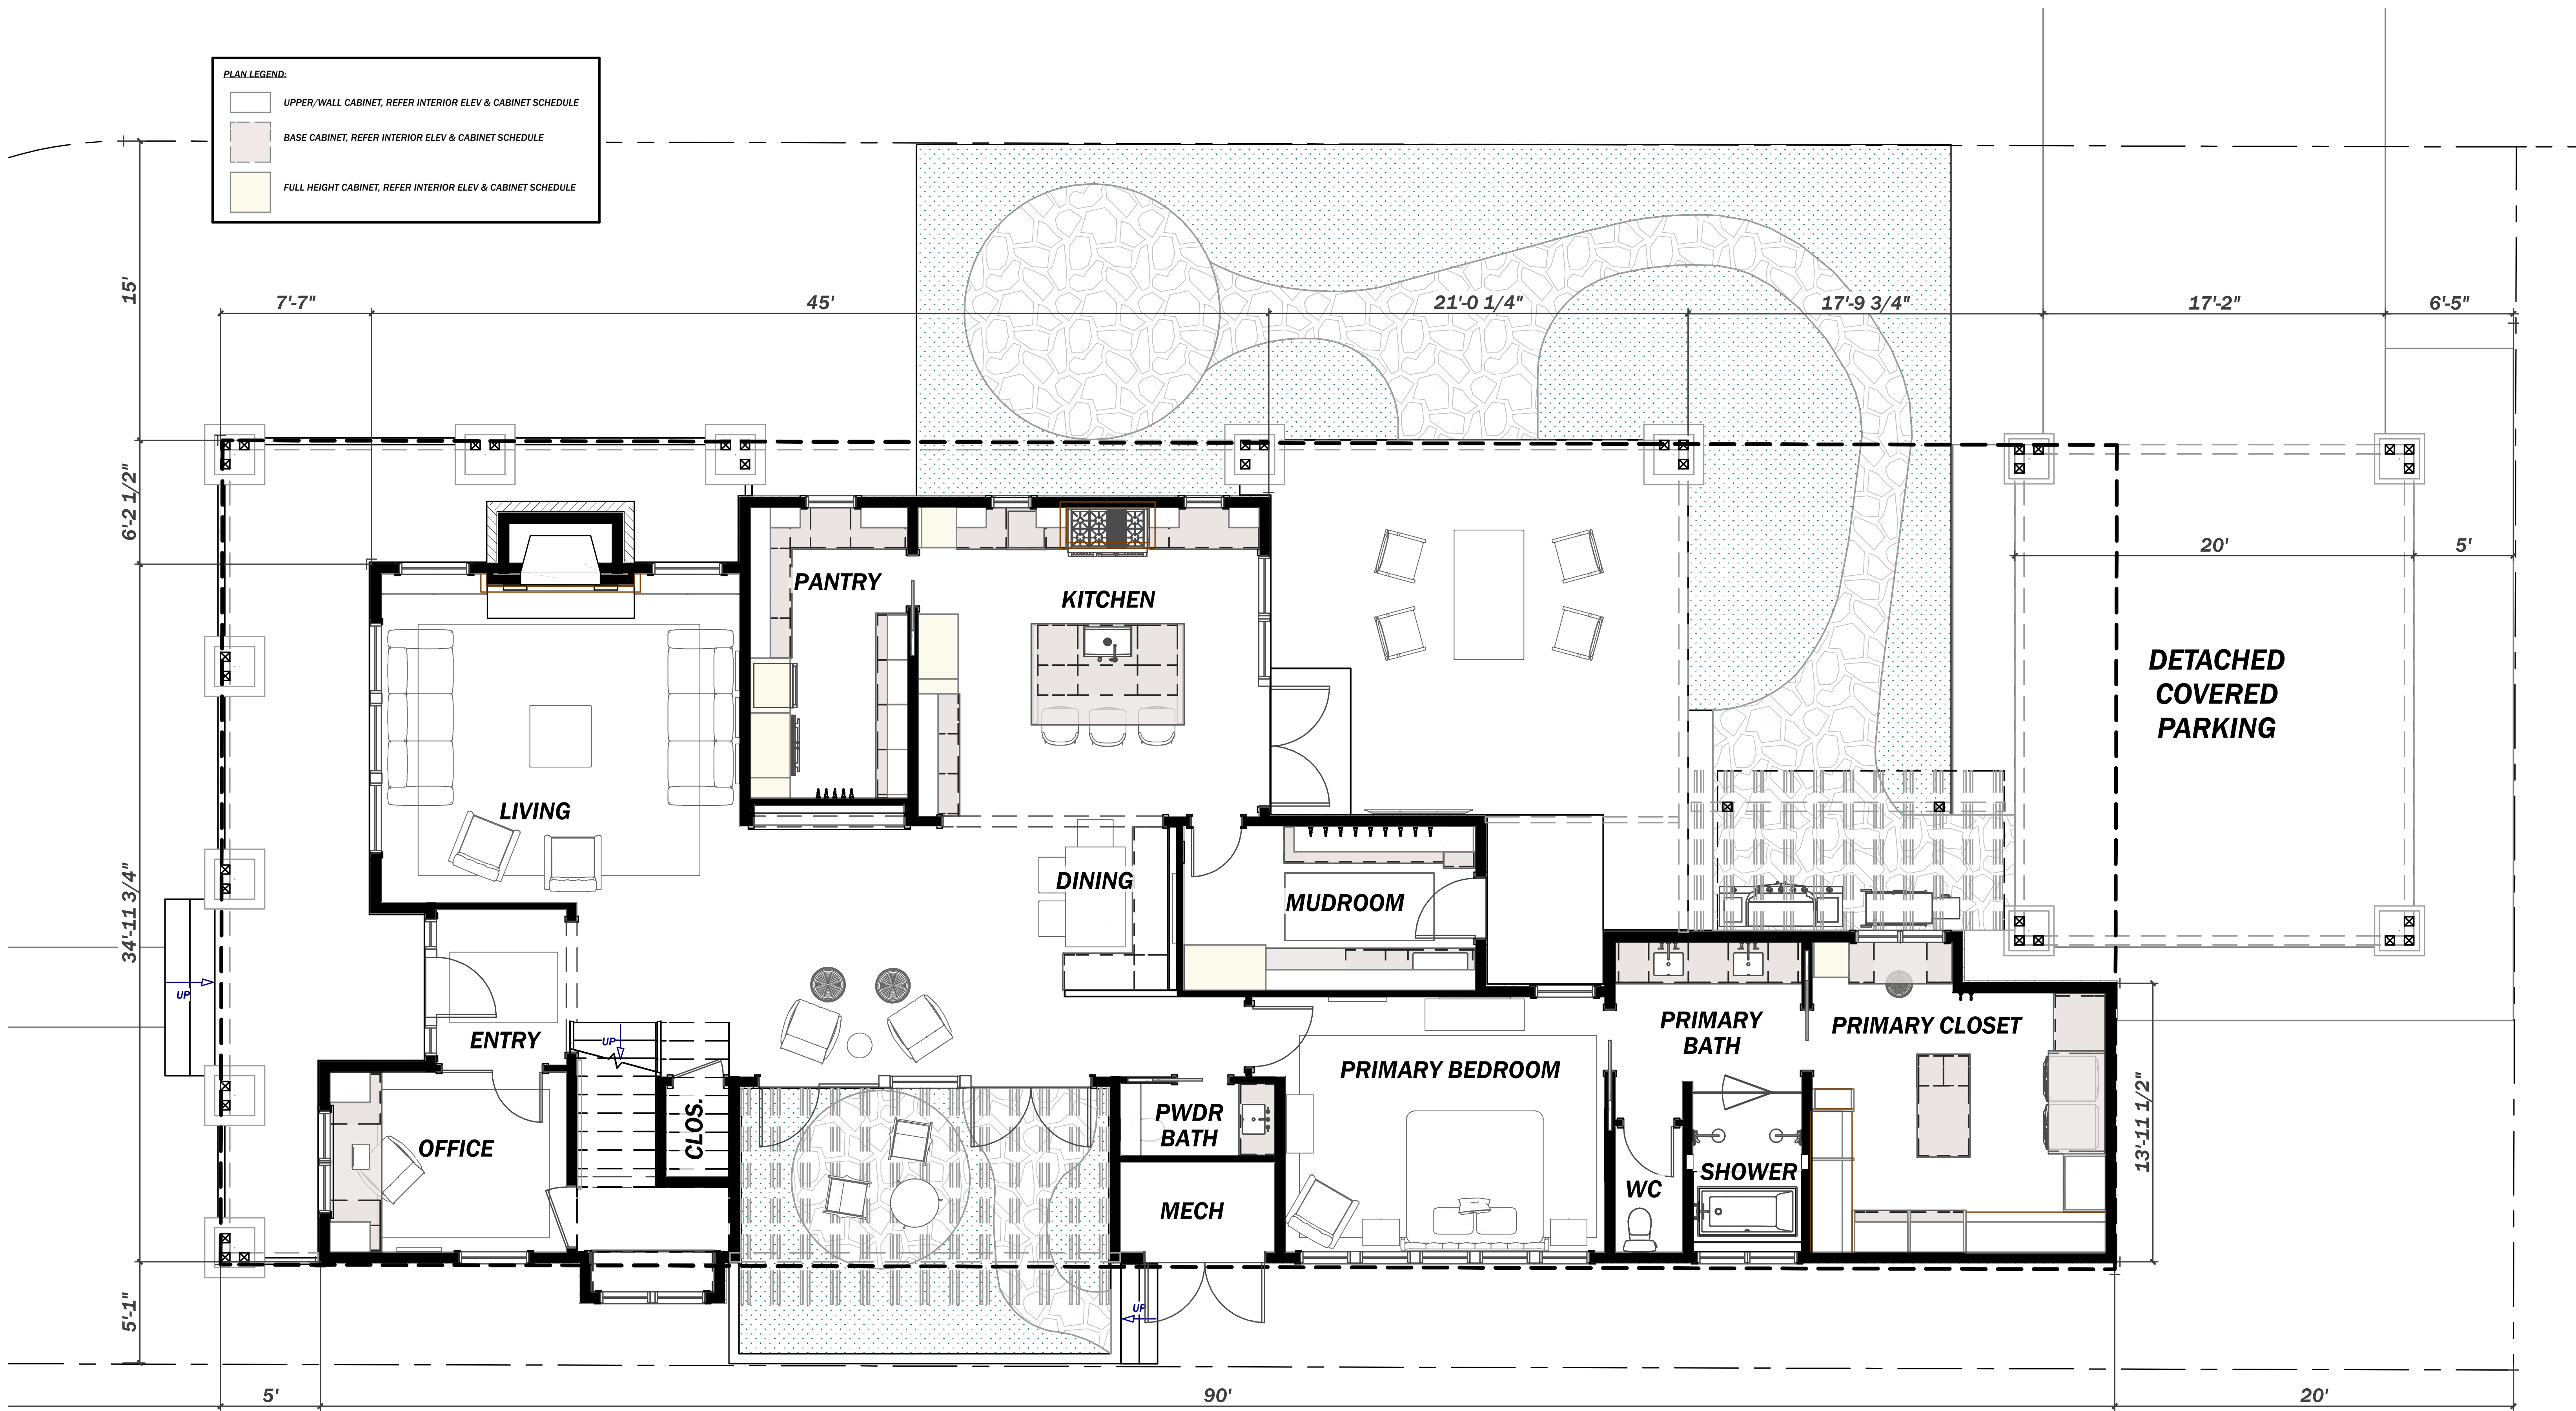 PLAN LEGEND:
UPPER/WALL CABINET, REFER INTERIOR ELEV & CABINET SCHEDULE
BASE CABINET, REFER INTERIOR ELEV & CABINET SCHEDULE
FULL HEIGHT CABINET, REFER INTERIOR ELEV & CABINET SCHEDULE
15'
7'-7"
45'
21'-0 1/4"
17'-9 3/4"
17'-2"
6'-5"
6'-2 1/2"
20'
5'
PANTRY
KITCHEN
DETACHED
COVERED
PARKING
LIVING
DINING
MUDROOM
34'-11 3/4"
UP
ENTRY
UP
PRIMARY
BATH
PRIMARY CLOSET
PRIMARY BEDROOM
OFFICE
CLOS.
PWDR
BATH
13'-11 1/2"
SHOWER
WC
MECH
5'-1"
UP
5'
90'
20'